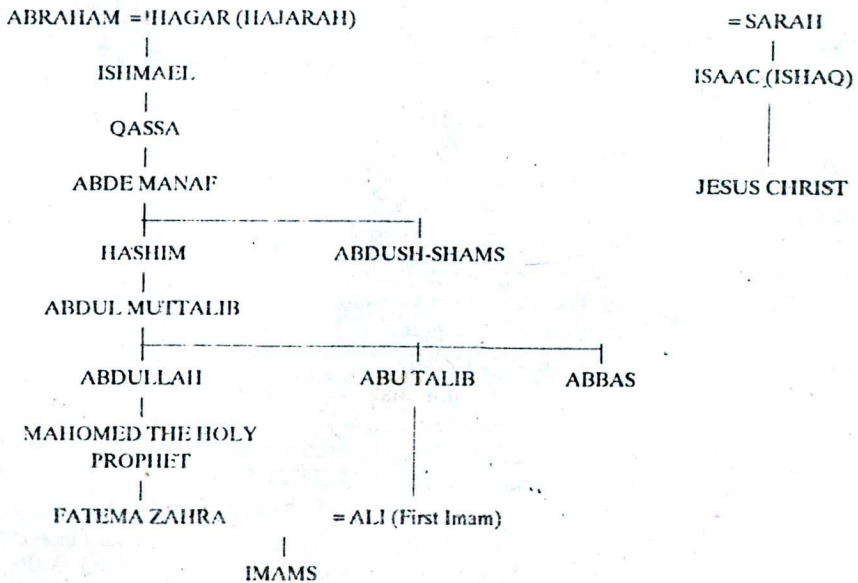 ABRAHAM = HAGAR (HAJARAH) = SARAH
ISHMAEL ISAAC (ISHAQ)
QASSA
ABDE MANAF JESUS CHRIST
HASHIM ABDUSH-SHAMS
ABDUL MUTTALIB
ABDULLAH ABU TALIB ABBAS
MAHOMED THE HOLY
PROPHET
FATEMA ZAHRA = ALI (First Imam)
IMAMS